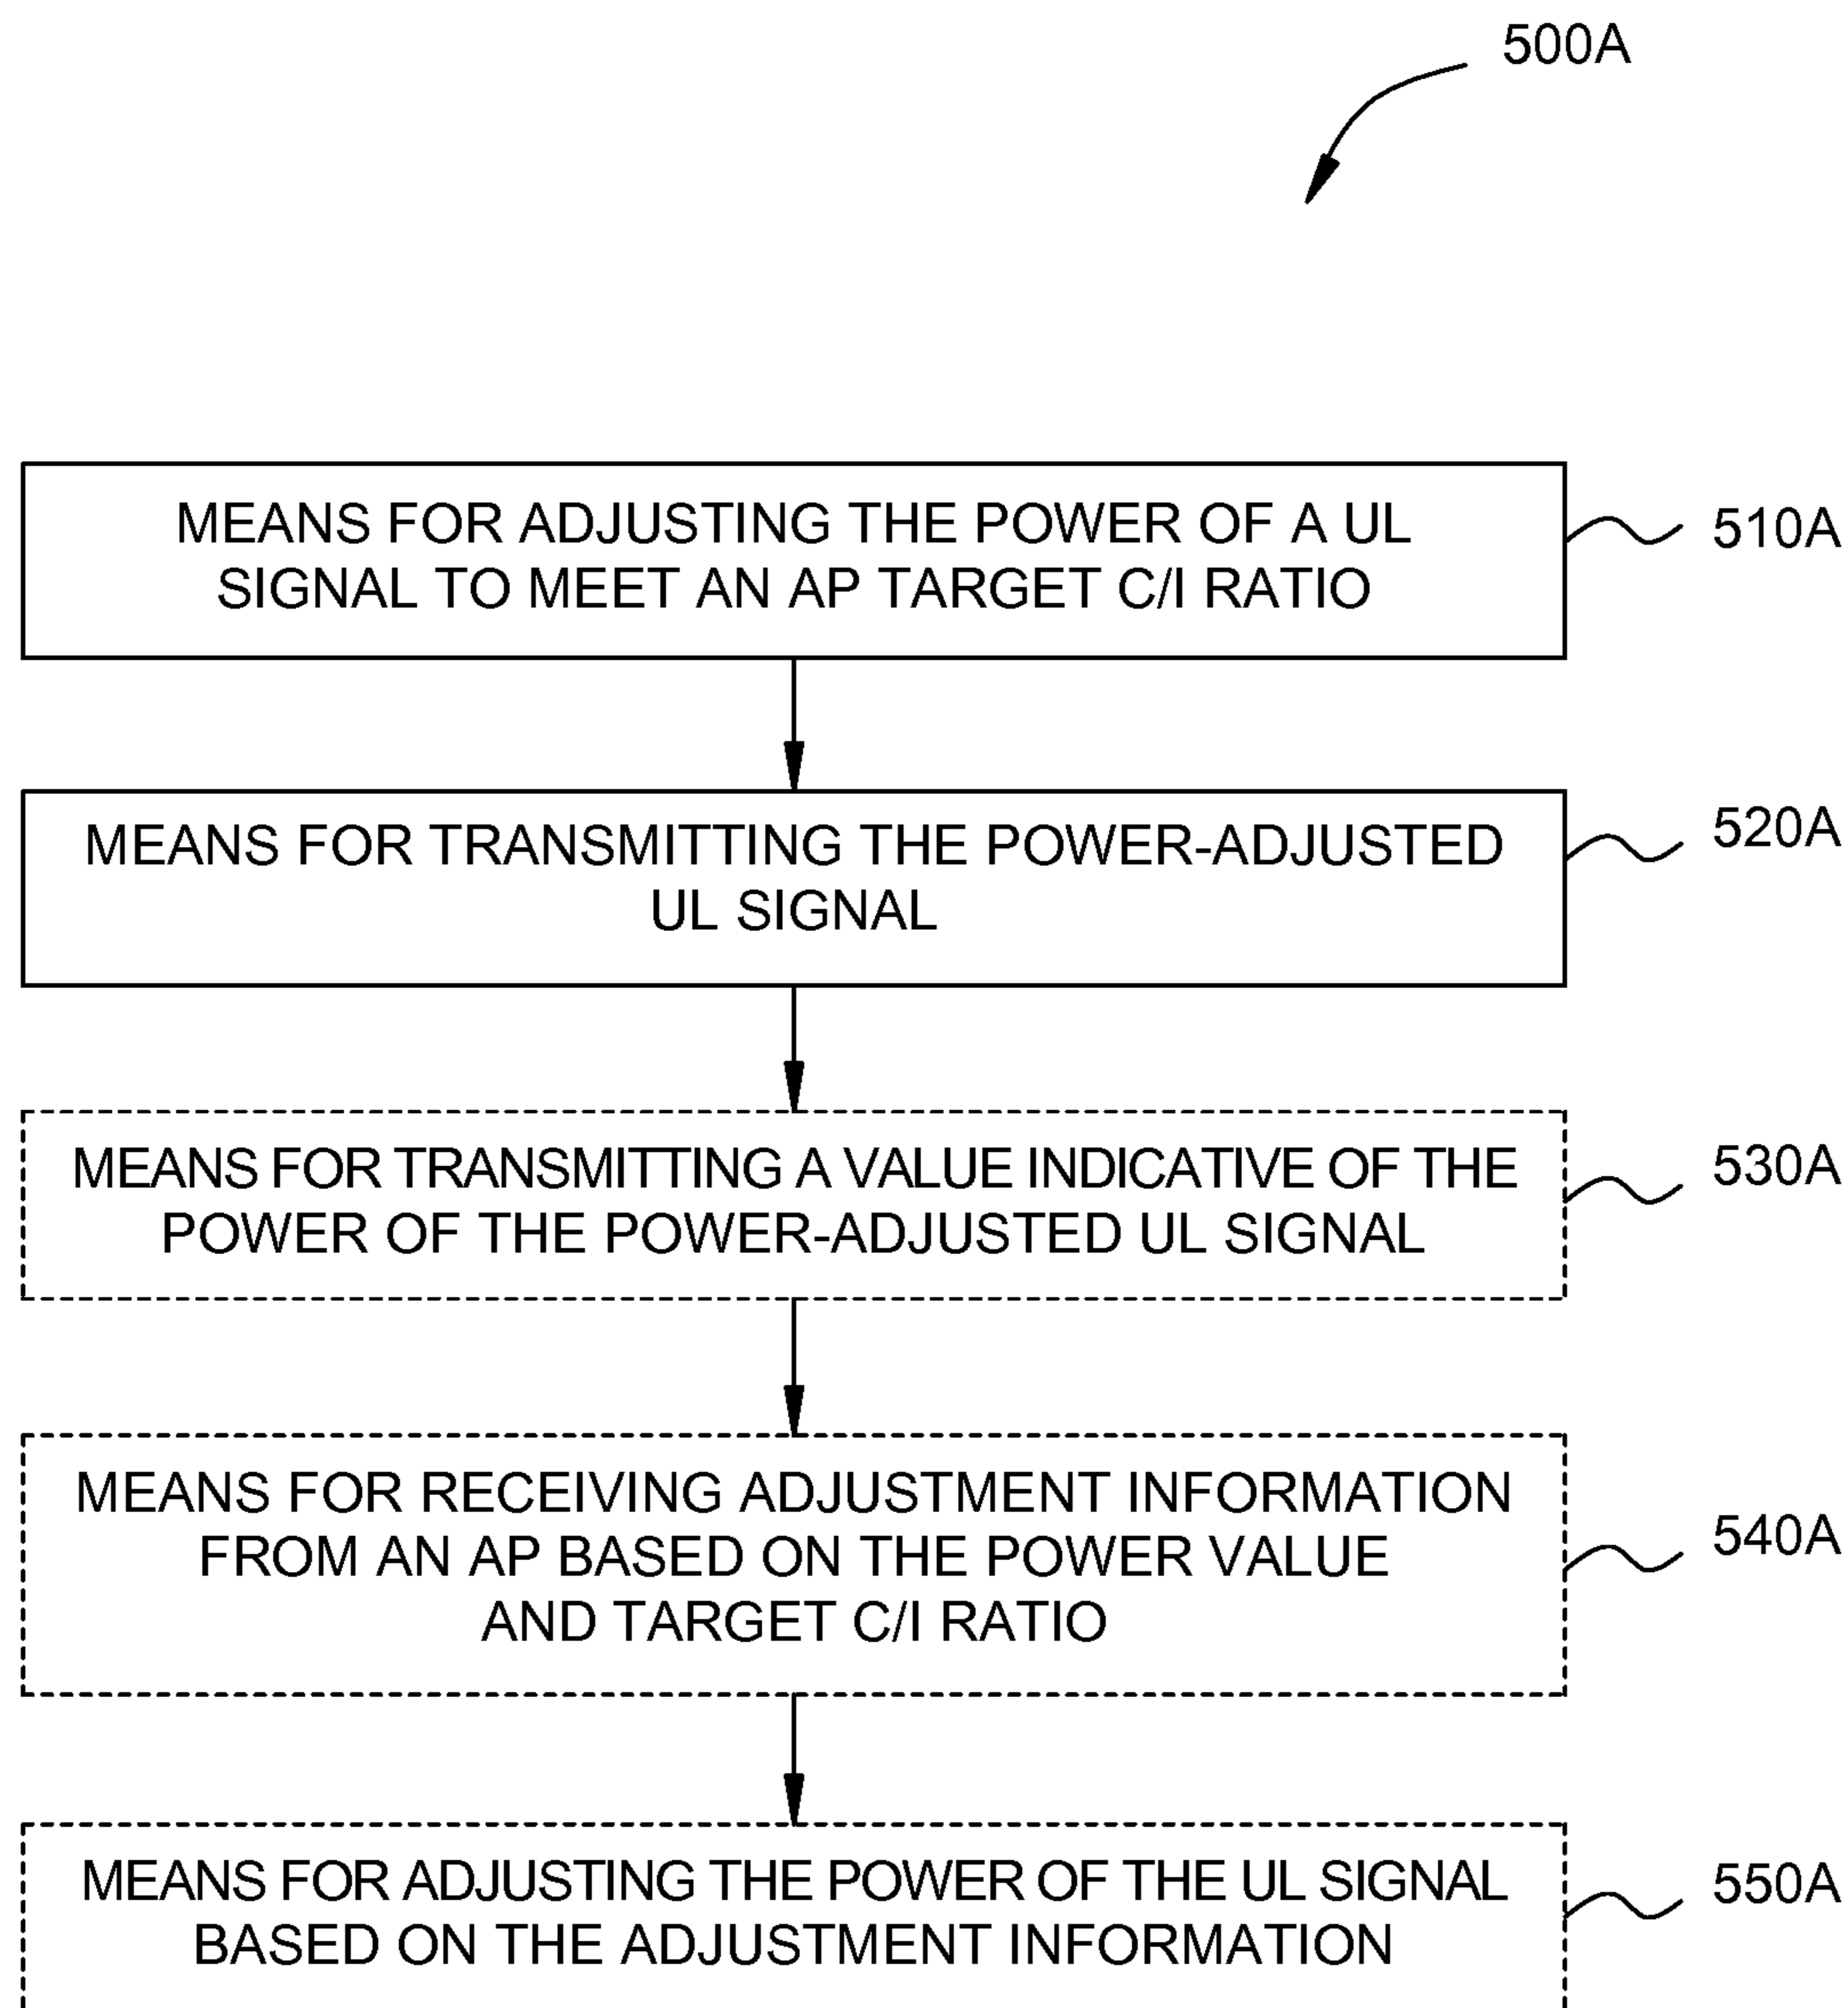 500A
MEANS FOR ADJUSTING THE POWER OF A UL
SIGNAL TO MEET AN AP TARGET C/I RATIO
510A
MEANS FOR TRANSMITTING THE POWER-ADJUSTED
UL SIGNAL
520A
MEANS FOR TRANSMITTING A VALUE INDICATIVE OF THE
POWER OF THE POWER-ADJUSTED UL SIGNAL
530A
MEANS FOR RECEIVING ADJUSTMENT INFORMATION
FROM AN AP BASED ON THE POWER VALUE
AND TARGET C/I RATIO
540A
MEANS FOR ADJUSTING THE POWER OF THE UL SIGNAL
BASED ON THE ADJUSTMENT INFORMATION
550A